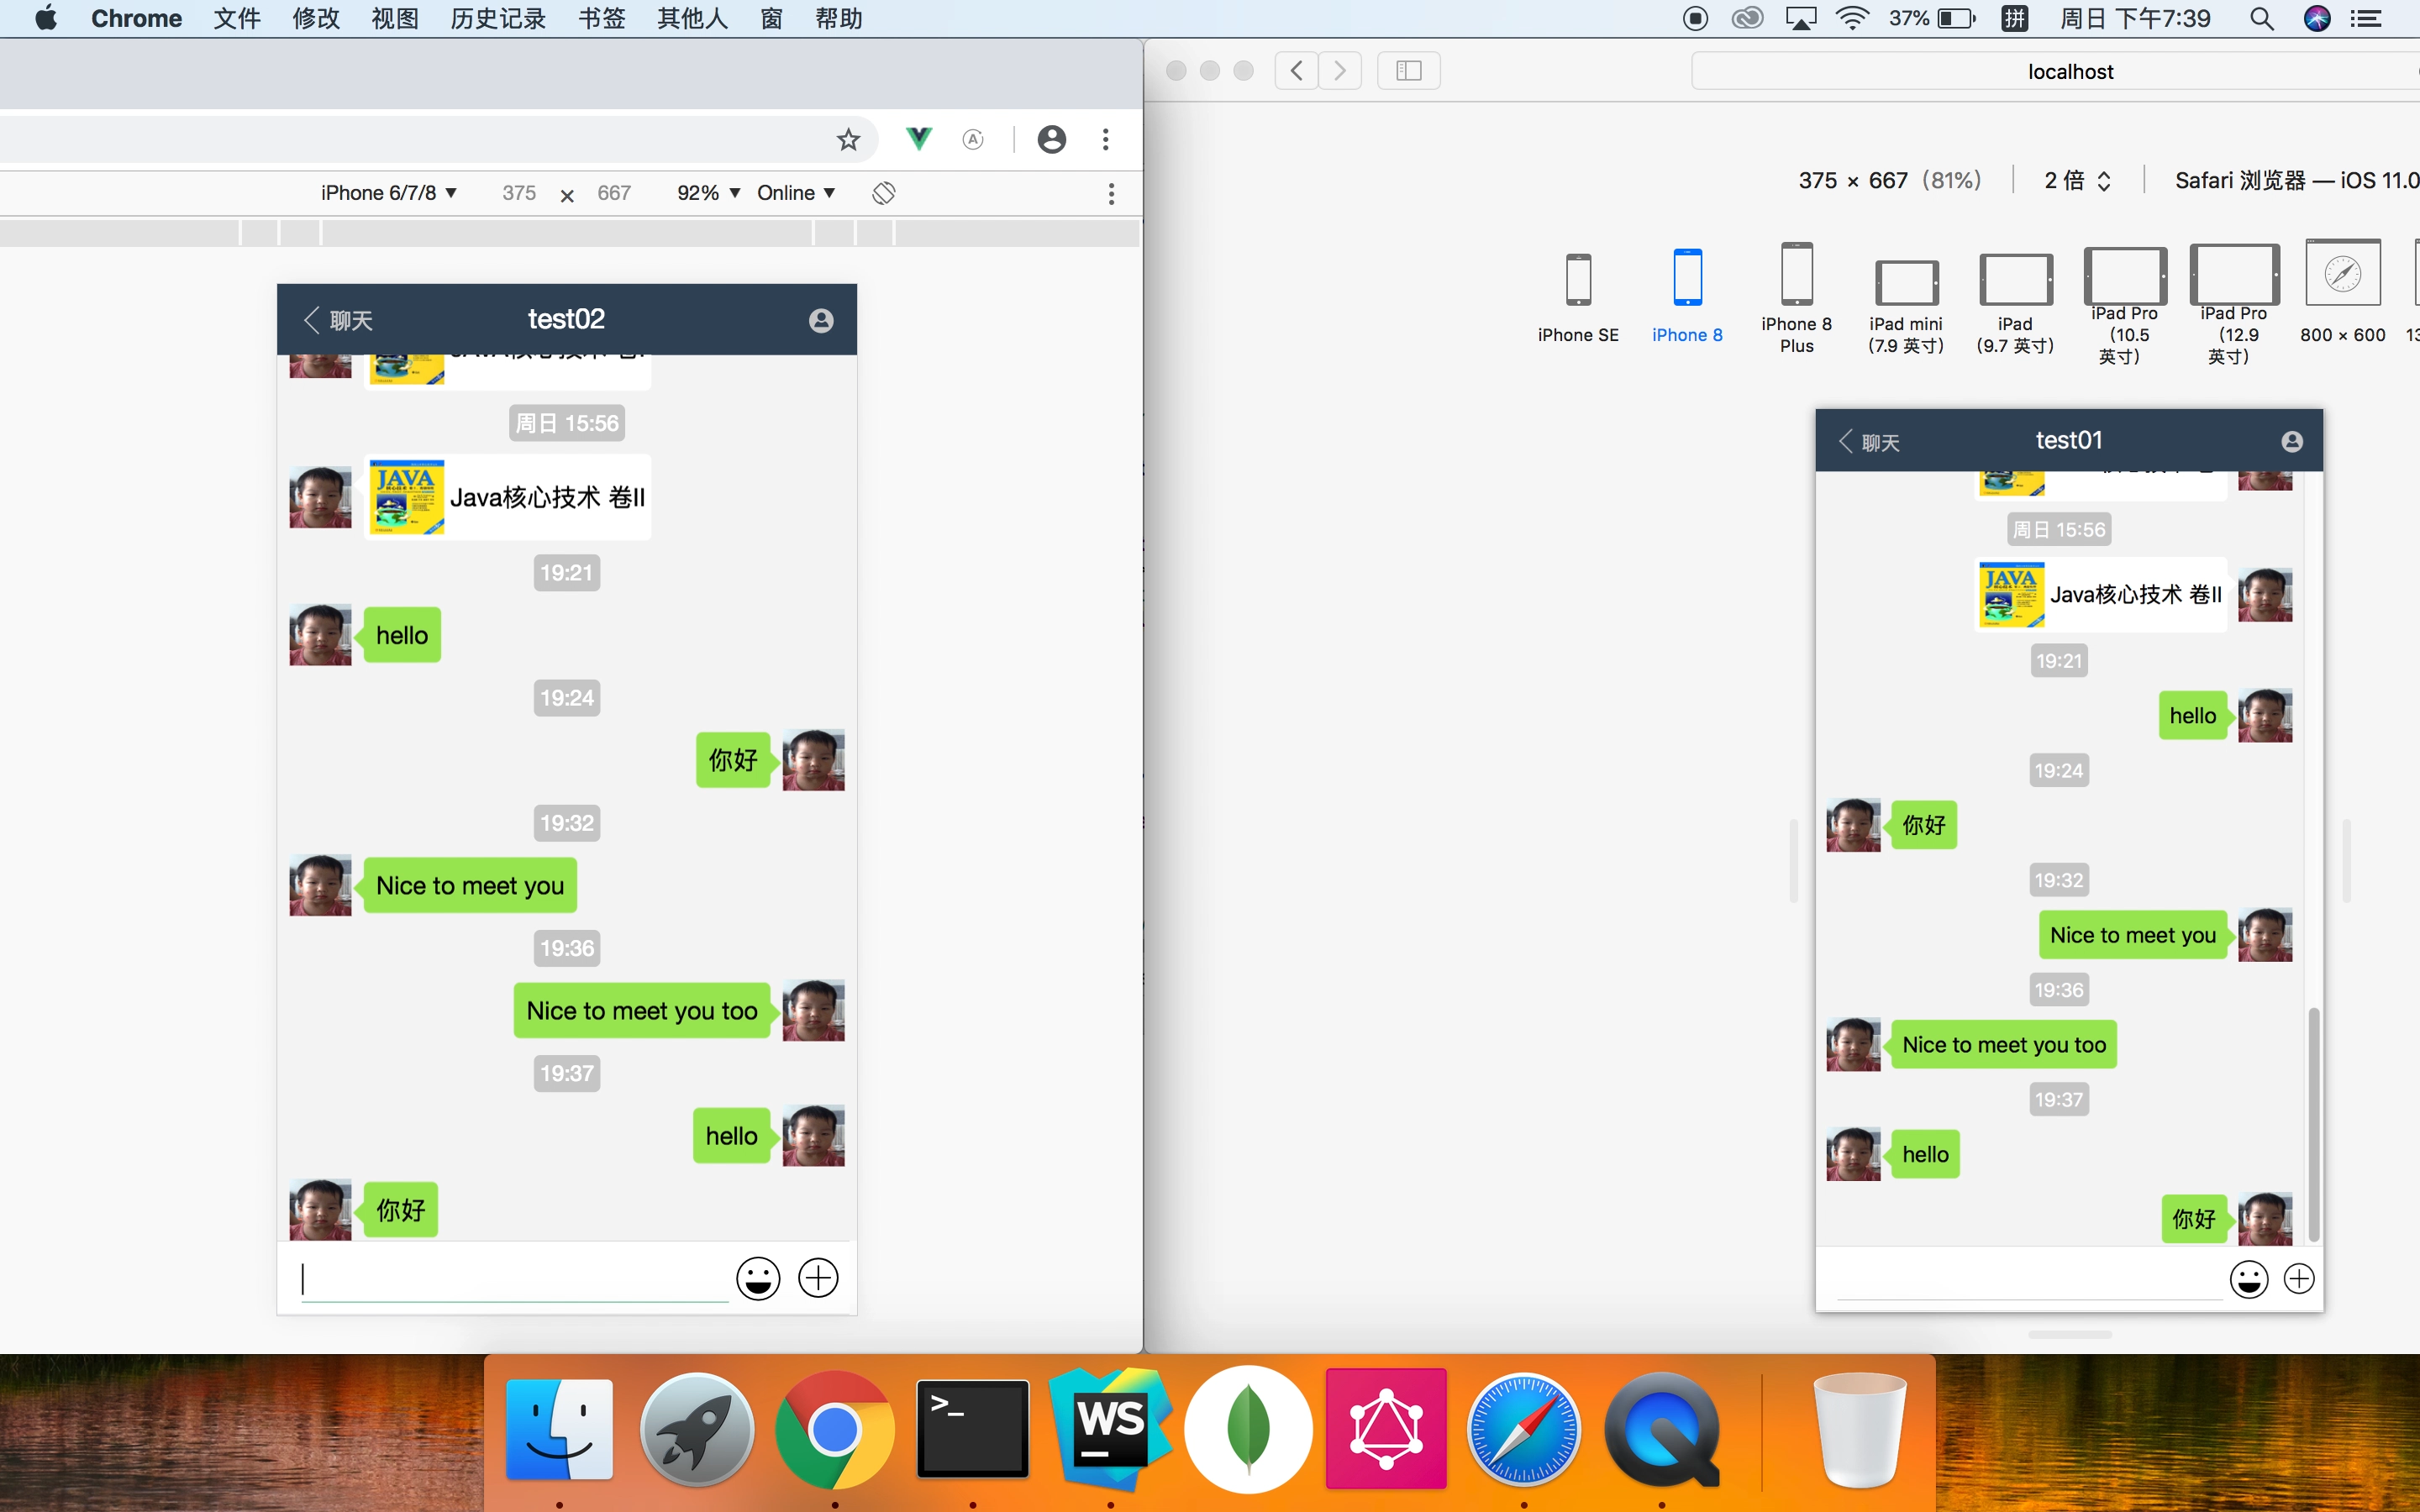 Chrome 文件 修改 视图 历史记录 书签 其他人 窗 帮助 37% 拼 周日 下午7:39
localhost
iPhone 6/7/8 ▼ 375 × 667 92% ▼ Online ▼
375 × 667 (81%) 2 倍 Safari 浏览器 — iOS 11.0
iPhone SE
iPhone 8
iPhone 8 Plus
iPad mini (7.9 英寸)
iPad (9.7 英寸)
iPad Pro (10.5 英寸)
iPad Pro (12.9 英寸)
800 × 600
聊天 test02
周日 15:56
JAVA
Java核心技术 卷II
19:21
hello
19:24
你好
19:32
Nice to meet you
19:36
Nice to meet you too
19:37
hello
你好
聊天 test01
周日 15:56
JAVA
Java核心技术 卷II
19:21
hello
19:24
你好
19:32
Nice to meet you
19:36
Nice to meet you too
19:37
hello
你好
>_
WS